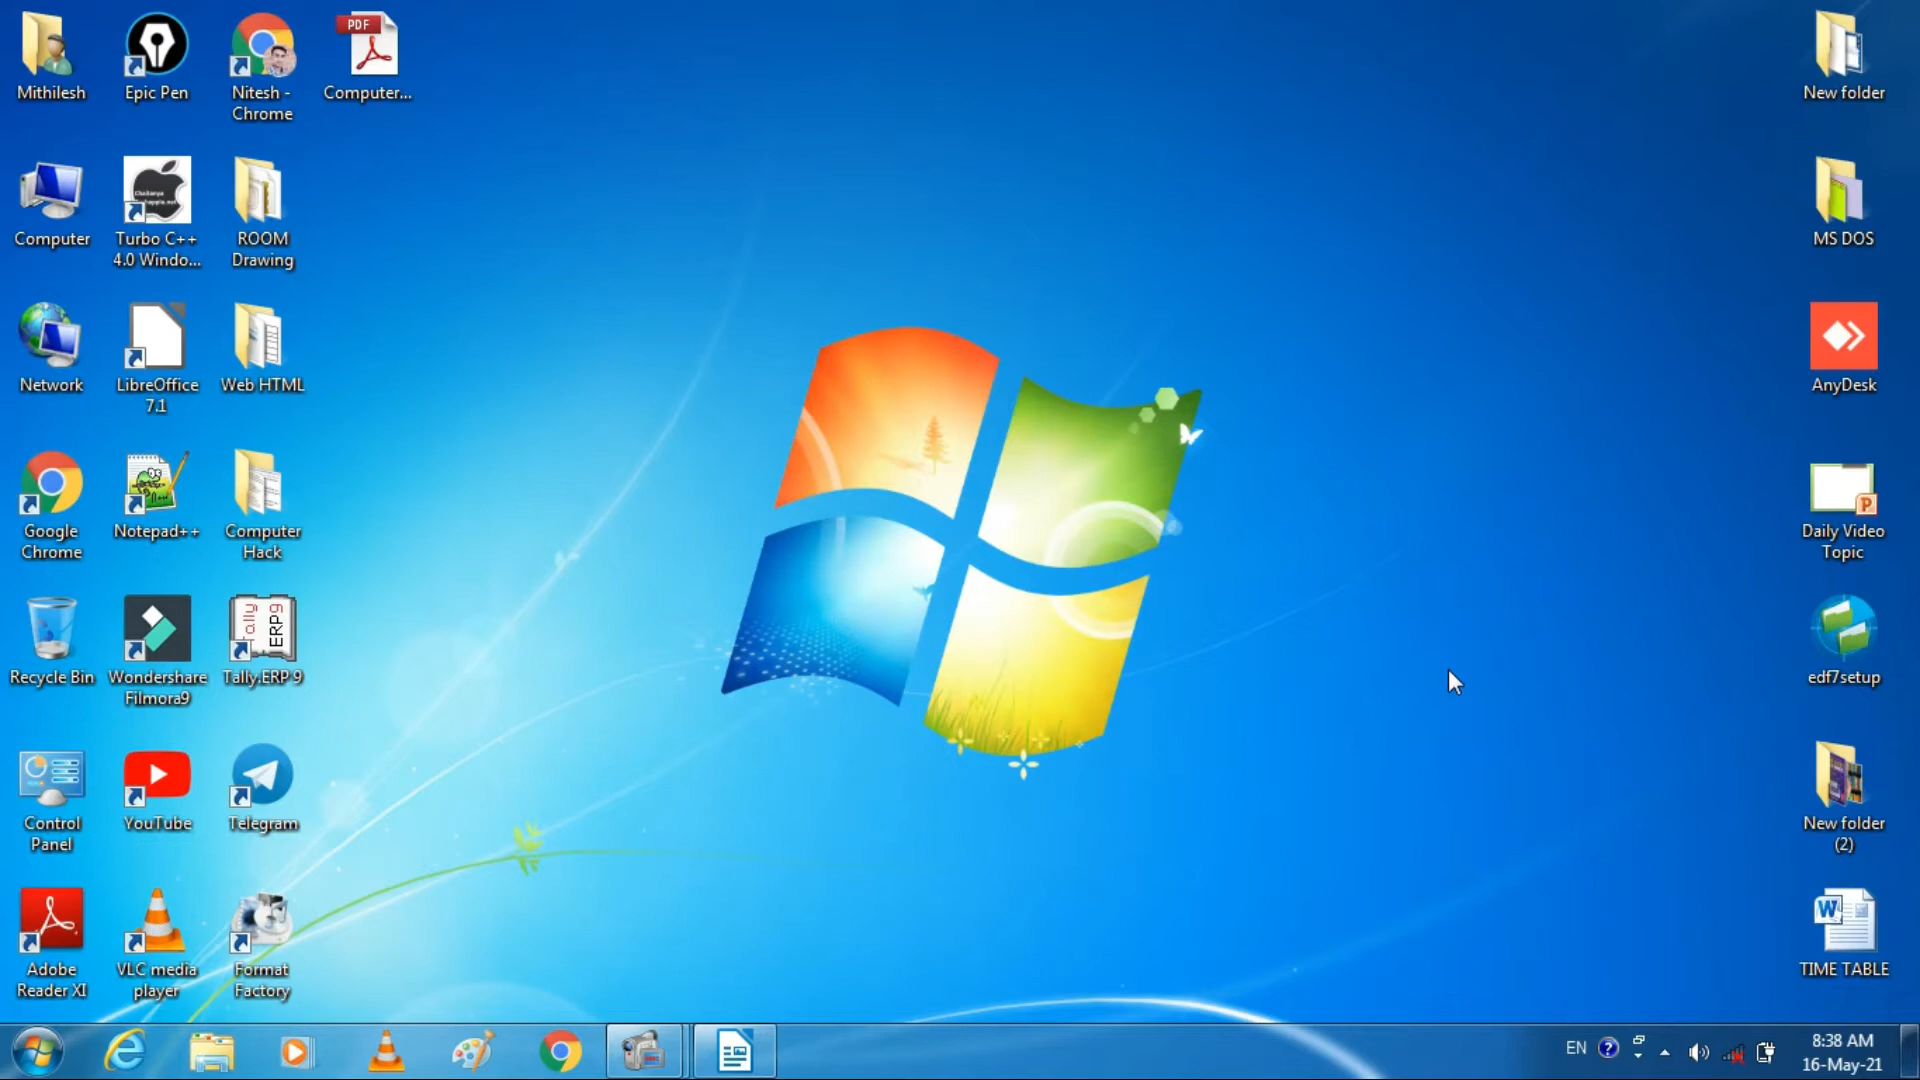 Mithilesh
Epic Pen
Nitesh -
Chrome
PDF
Computer...
New folder
Computer
Turbo C++
4.0 Windo...
ROOM
Drawing
MS DOS
Network
LibreOffice
7.1
Web HTML
AnyDesk
Google
Chrome
Notepad++
Computer
Hack
Daily Video
Topic
Recycle Bin
Wondershare
Filmora9
Tally
ERP9
Tally.ERP 9
edf7setup
Control
Panel
YouTube
Telegram
New folder
(2)
Adobe
Reader XI
VLC media
player
Format
Factory
W
TIME TABLE
EN
8:38 AM
16-May-21